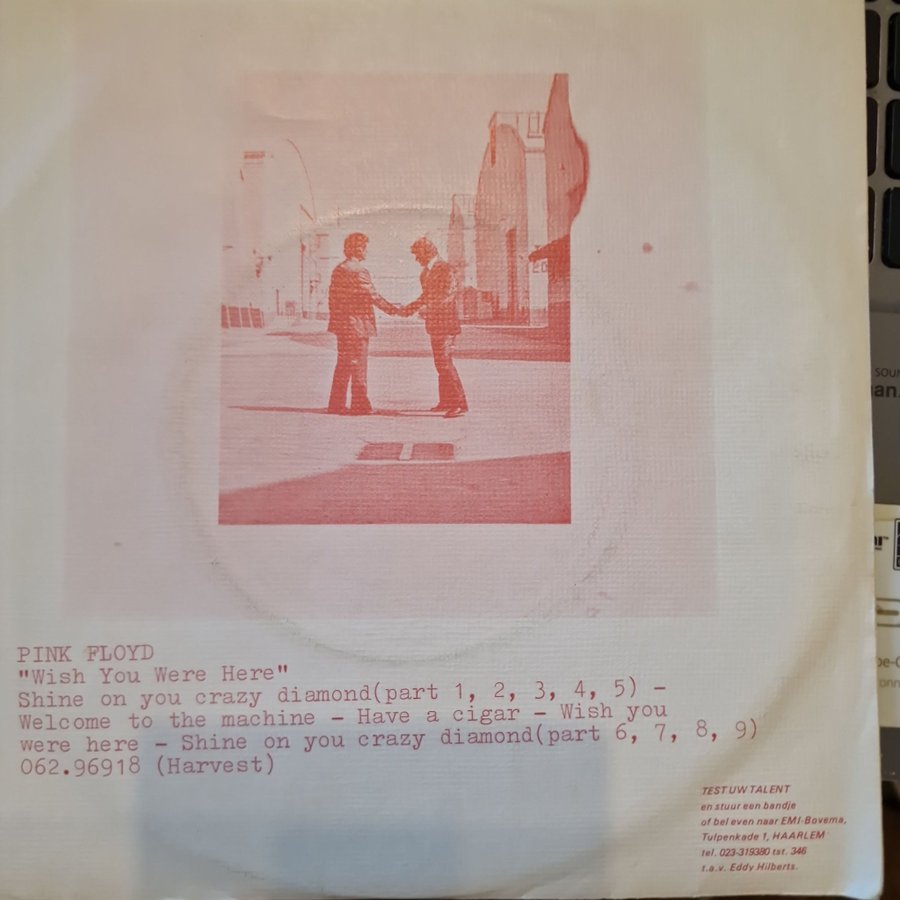 PINK FLOYD
"Wish You Were Here"
Shine on you crazy diamond(part 1, 2, 3, 4, 5) –
Welcome to the machine – Have a cigar – Wish you
were here – Shine on you crazy diamond(part 6, 7, 8, 9)
062.96918 (Harvest)
TEST UW TALENT
en stuur een bandje
of bel even naar EMI-Bovema,
Tulpenkade 1, HAARLEM
tel. 023-319380 tst. 346
t.a.v. Eddy Hilberts.